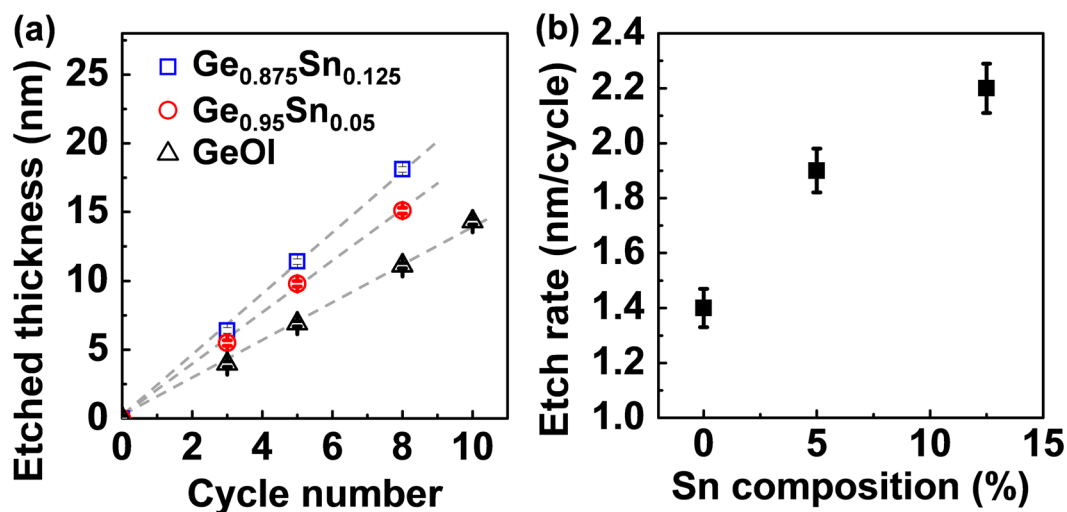 (a)
Etched thickness (nm)
25
20
15
10
5
0
Ge0.875Sn0.125
Ge0.95Sn0.05
GeOI
0 2 4 6 8 10
Cycle number
(b)
Etch rate (nm/cycle)
2.4
2.2
2.0
1.8
1.6
1.4
1.2
1.0
0 5 10 15
Sn composition (%)